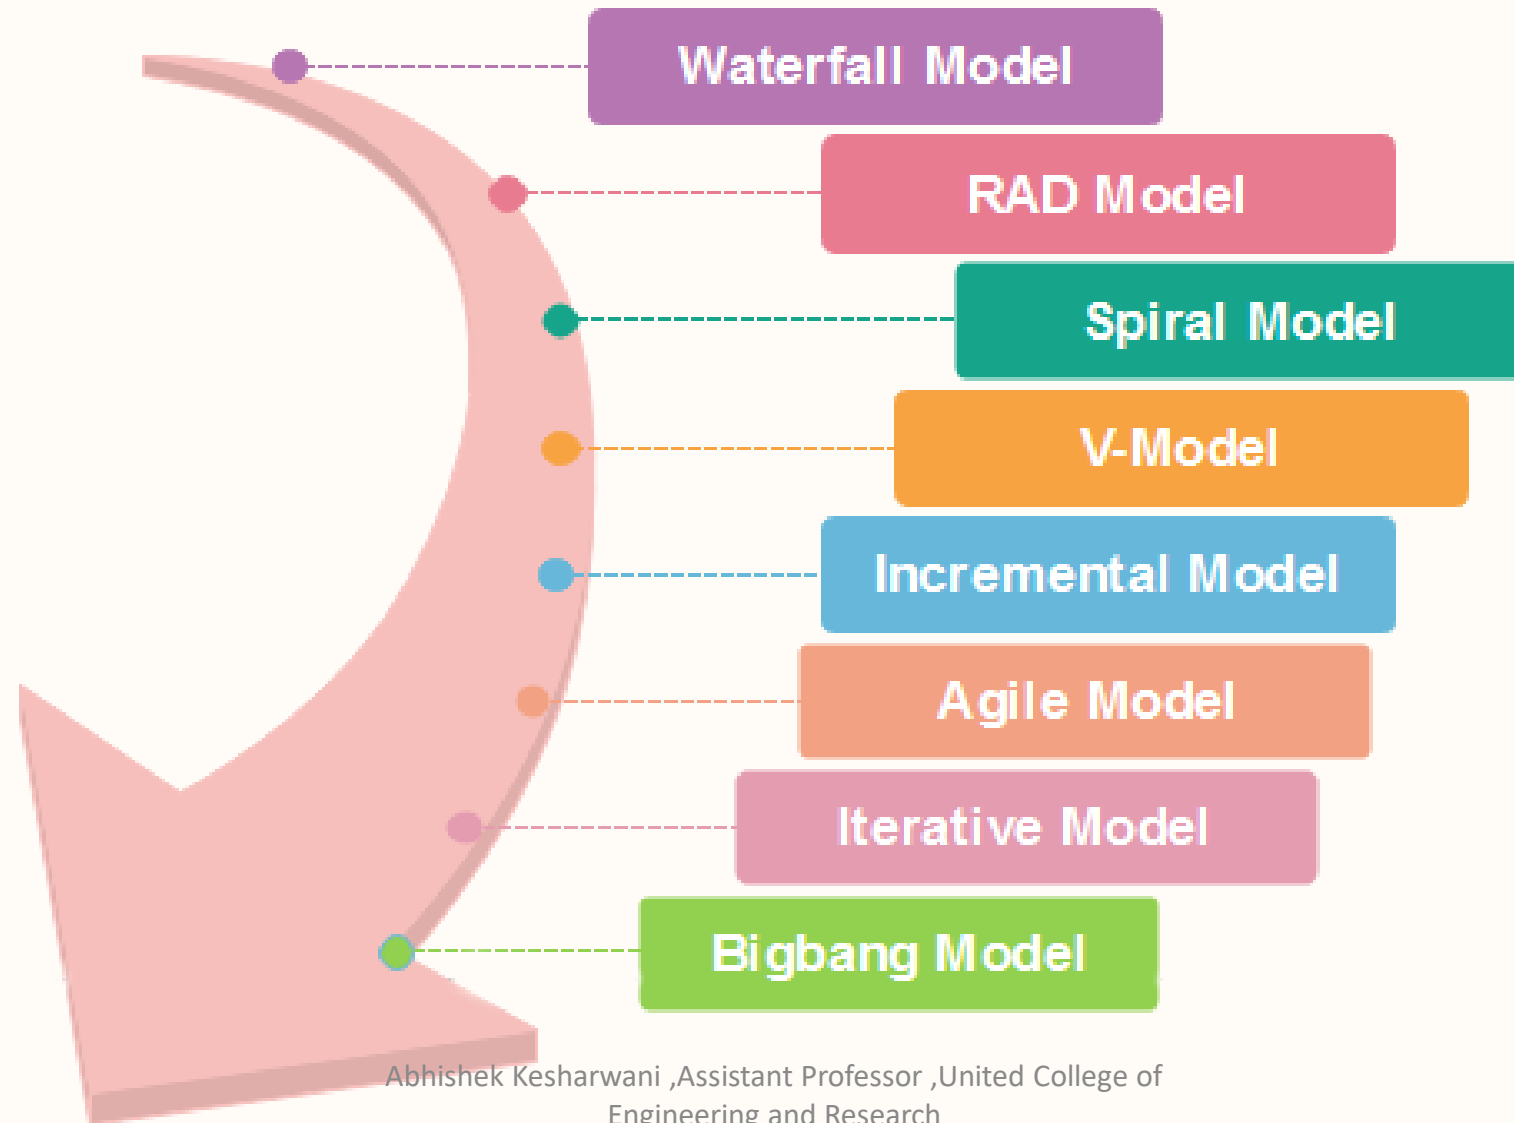 Waterfall Model
RAD Model
Spiral Model
V-Model
Incremental Model
Agile Model
Iterative Model
Bigbang Model
Abhishek Kesharwani ,Assistant Professor ,United College of
Engineering and Research